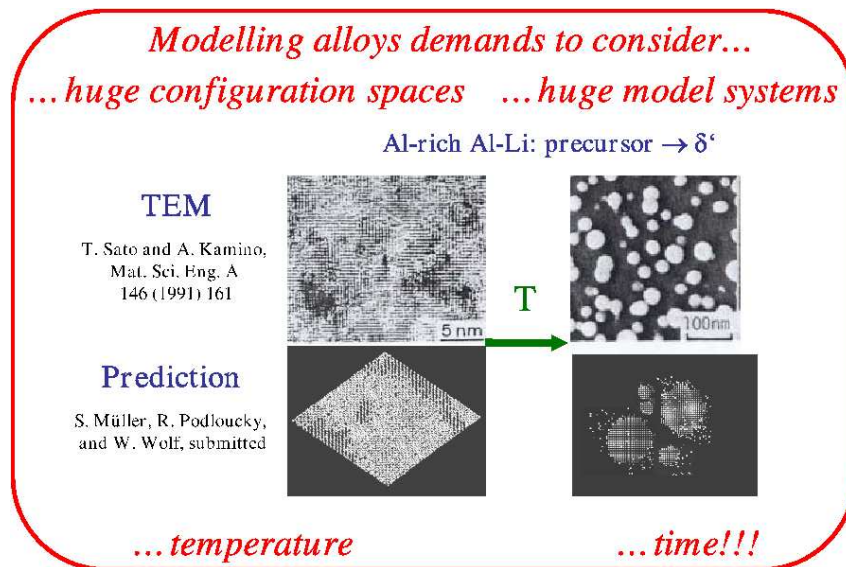 Modelling alloys demands to consider…
…huge configuration spaces …huge model systems
Al-rich Al-Li: precursor → δ‘
TEM
T. Sato and A. Kamino,
Mat. Sci. Eng. A
146 (1991) 161
5 nm
T
100nm
Prediction
S. Müller, R. Podloucky,
and W. Wolf, submitted
…temperature …time!!!